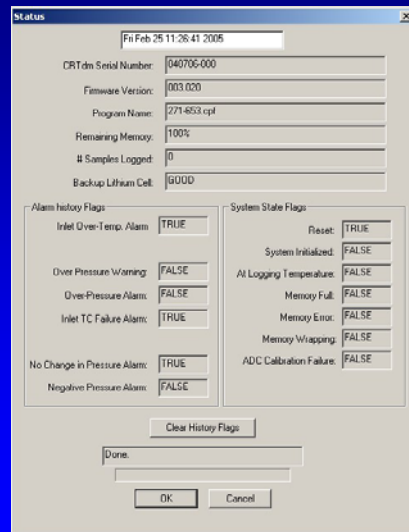 Status
Fri Feb 25 11:26:41 2005
CRTdm Serial Number: 040706-000
Firmware Version: 003.020
Program Name: 271-653.cpl
Remaining Memory: 100%
# Samples Logged: 0
Backup Lithium Cell: GOOD
Alarm history Flags
Inlet Over-Temp. Alarm TRUE
Over Pressure Warning: FALSE
Over-Pressure Alarm: FALSE
Inlet TC Failure Alarm: TRUE
No Change in Pressure Alarm: TRUE
Negative Pressure Alarm: FALSE
System State Flags
Reset: TRUE
System Initialized: FALSE
At Logging Temperature: FALSE
Memory Full: FALSE
Memory Error: FALSE
Memory Wrapping: FALSE
ADC Calibration Failure: FALSE
Clear History Flags
Done.
OK Cancel